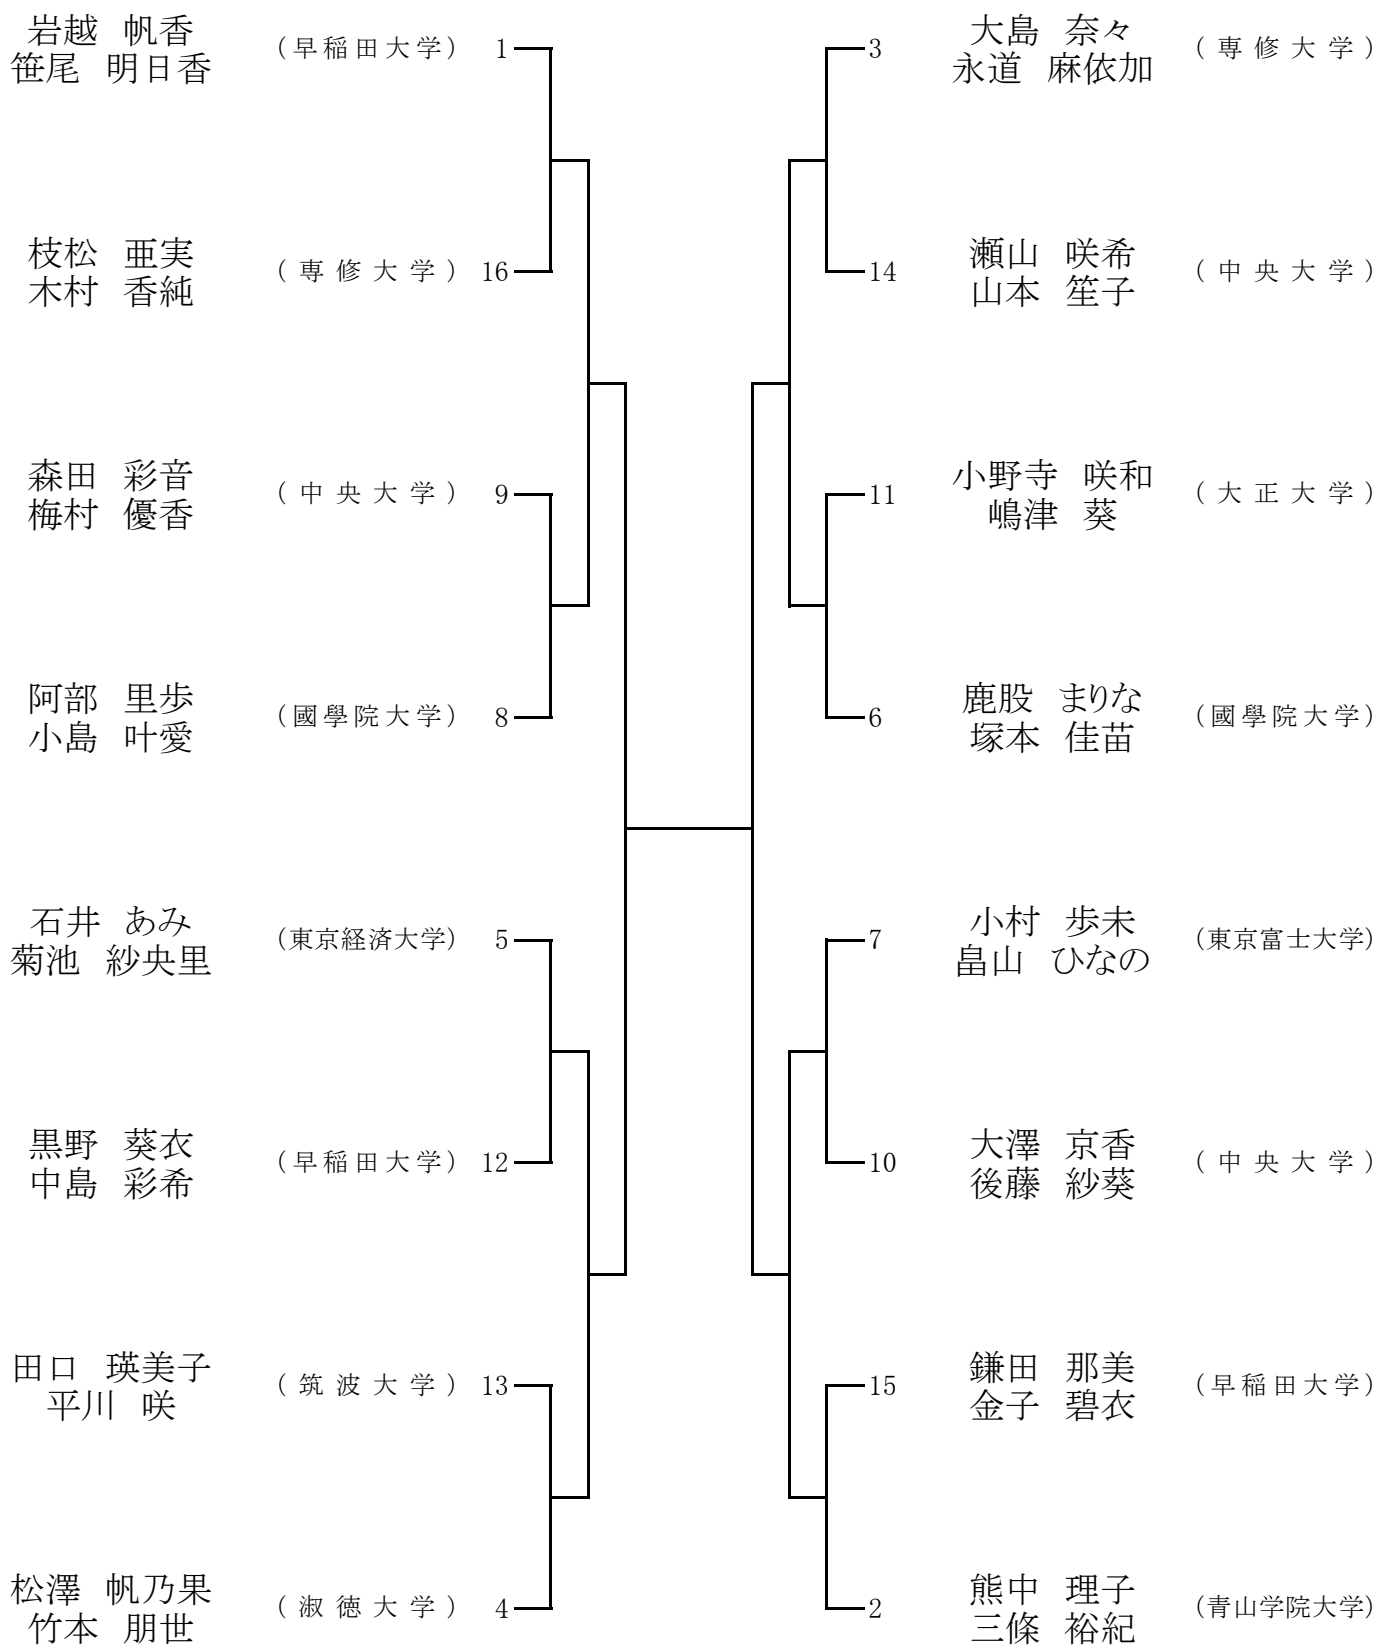 岩越 帆香
笹尾 明日香
(早稲田大学) 1
枝松 亜実
木村 香純
(専修大学) 16
森田 彩音
梅村 優香
(中央大学) 9
阿部 里歩
小島 叶愛
(國學院大学) 8
石井 あみ
菊池 紗央里
(東京経済大学) 5
黒野 葵衣
中島 彩希
(早稲田大学) 12
田口 瑛美子
平川 咲
(筑波大学) 13
松澤 帆乃果
竹本 朋世
(淑徳大学) 4
3 大島 奈々
永道 麻依加
(専修大学)
14 瀬山 咲希
山本 笙子
(中央大学)
11 小野寺 咲和
嶋津 葵
(大正大学)
6 鹿股 まりな
塚本 佳苗
(國學院大学)
7 小村 歩未
畠山 ひなの
(東京富士大学)
10 大澤 京香
後藤 紗葵
(中央大学)
15 鎌田 那美
金子 碧衣
(早稲田大学)
2 熊中 理子
三條 裕紀
(青山学院大学)